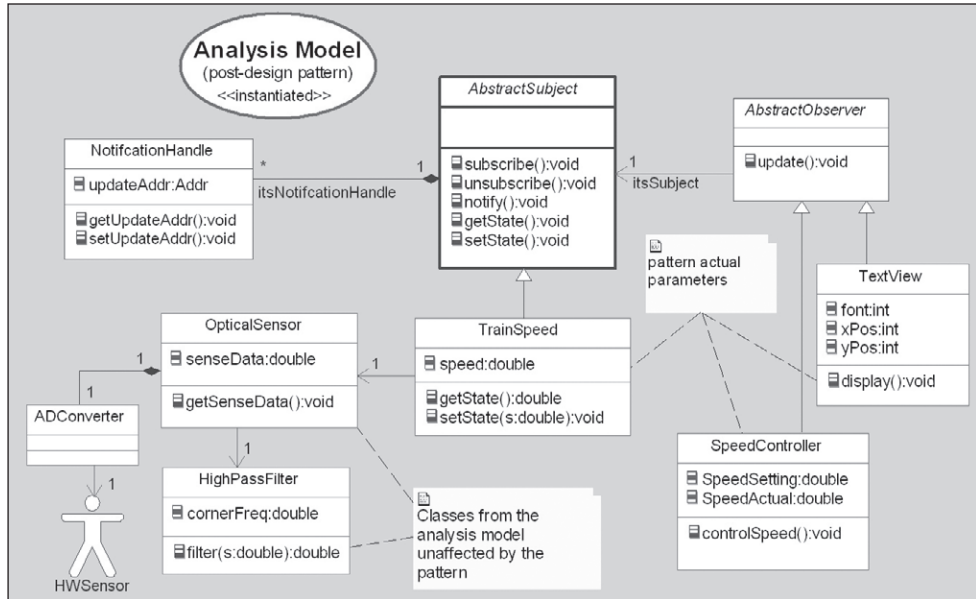 Analysis Model
(post-design pattern)
<<instantiated>>
AbstractSubject
subscribe():void
unsubscribe():void
notify():void
getState():void
setState():void
AbstractObserver
update():void
1
itsSubject
NotifcationHandle
updateAddr:Addr
getUpdateAddr():void
setUpdateAddr():void
*
1
itsNotifcationHandle
pattern actual
parameters
TextView
font:int
xPos:int
yPos:int
display():void
OpticalSensor
senseData:double
getSenseData():void
1
1
TrainSpeed
speed:double
getState():double
setState(s:double):void
1
ADConverter
1
HWSensor
1
HighPassFilter
cornerFreq:double
filter(s:double):double
Classes from the
analysis model
unaffected by the
pattern
SpeedController
SpeedSetting:double
SpeedActual:double
controlSpeed():void